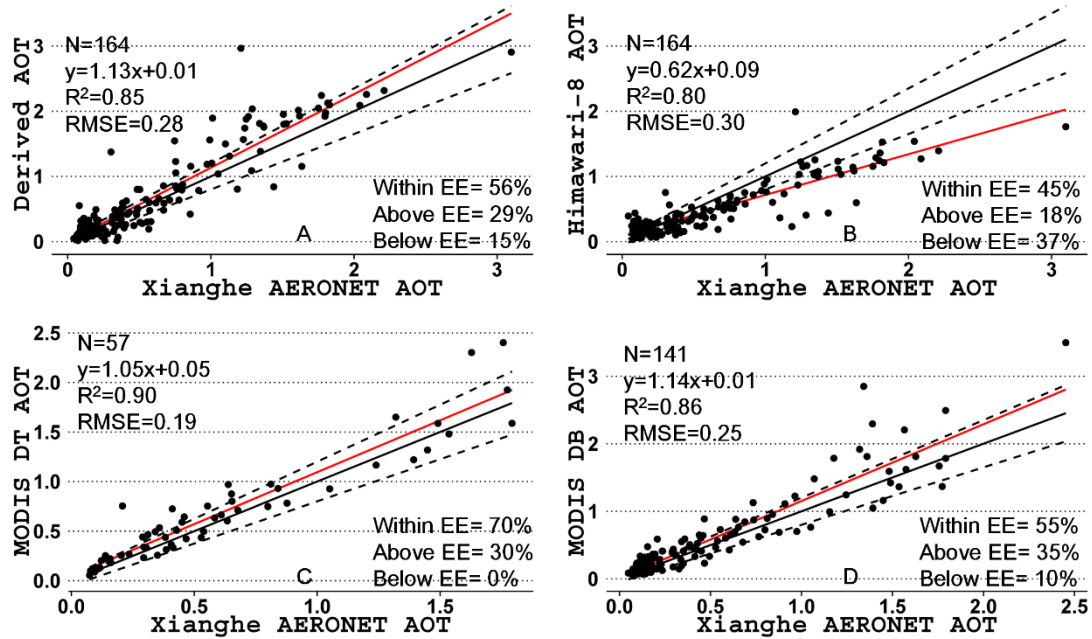 Derived AOT
3
2
1
0
N=164
y=1.13x+0.01
R²=0.85
RMSE=0.28
Within EE= 56%
Above EE= 29%
Below EE= 15%
A
0 1 2 3
Xianghe AERONET AOT
Himawari-8 AOT
3
2
1
0
N=164
y=0.62x+0.09
R²=0.80
RMSE=0.30
Within EE= 45%
Above EE= 18%
Below EE= 37%
B
0 1 2 3
Xianghe AERONET AOT
MODIS DT AOT
2.5
2.0
1.5
1.0
0.5
0.0
N=57
y=1.05x+0.05
R²=0.90
RMSE=0.19
Within EE= 70%
Above EE= 30%
Below EE= 0%
C
0.0 0.5 1.0 1.5
Xianghe AERONET AOT
MODIS DB AOT
3
2
1
0
N=141
y=1.14x+0.01
R²=0.86
RMSE=0.25
Within EE= 55%
Above EE= 35%
Below EE= 10%
D
0.0 0.5 1.0 1.5 2.0 2.5
Xianghe AERONET AOT